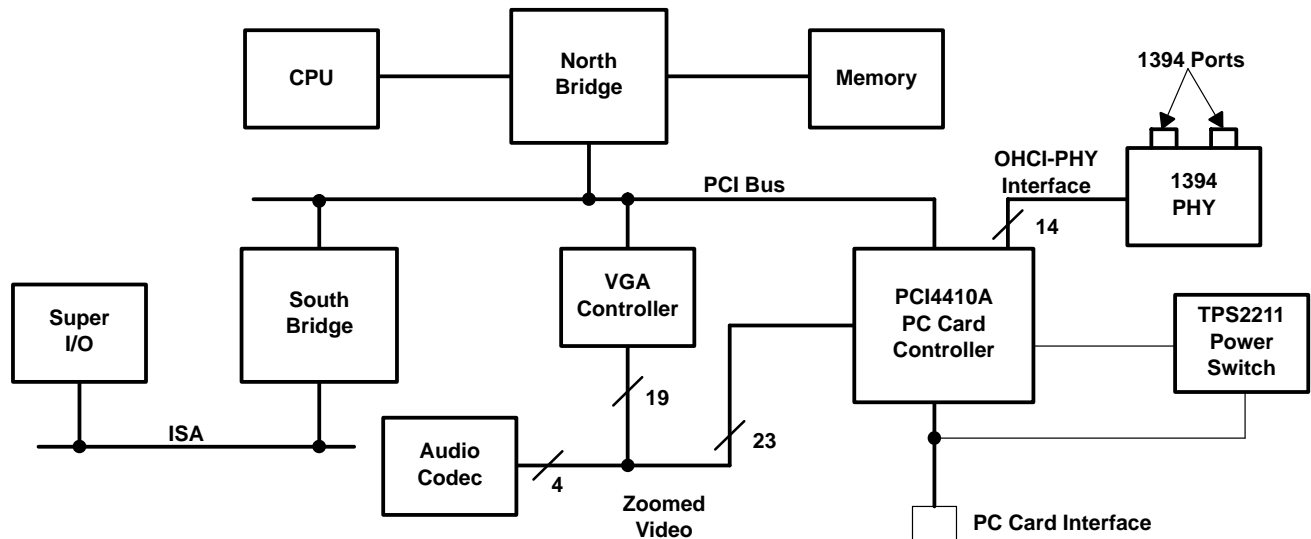 CPU
North
Bridge
Memory
1394 Ports
OHCI-PHY
Interface
1394
PHY
PCI Bus
14
Super
I/O
South
Bridge
VGA
Controller
PCI4410A
PC Card
Controller
TPS2211
Power
Switch
19
ISA
Audio
Codec
4
23
Zoomed
Video
PC Card Interface